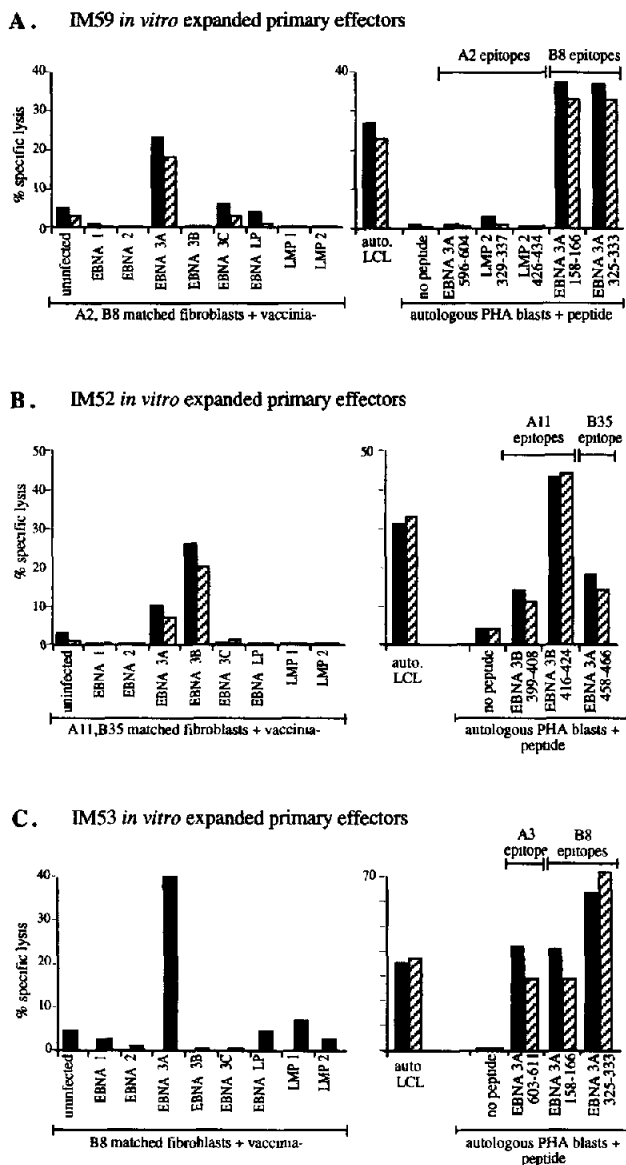 A. IM59 in vitro expanded primary effectors
% specific lysis
40
30
20
10
0
uninfected
EBNA 1
EBNA 2
EBNA 3A
EBNA 3B
EBNA 3C
EBNA LP
LMP 1
LMP 2
A2, B8 matched fibroblasts + vaccinia-
A2 epitopes
B8 epitopes
40
auto.
LCL
no peptide
EBNA 3A
596-604
LMP 2
329-337
LMP 2
426-434
EBNA 3A
158-166
EBNA 3A
325-333
autologous PHA blasts + peptide
B. IM52 in vitro expanded primary effectors
% specific lysis
50
40
30
20
10
0
uninfected
EBNA 1
EBNA 2
EBNA 3A
EBNA 3B
EBNA 3C
EBNA LP
LMP 1
LMP 2
A11,B35 matched fibroblasts + vaccinia-
A11
epitopes
B35
epitope
50
auto.
LCL
no peptide
EBNA 3B
399-408
EBNA 3B
416-424
EBNA 3A
458-466
autologous PHA blasts +
peptide
C. IM53 in vitro expanded primary effectors
% specific lysis
40
30
20
10
0
uninfected
EBNA 1
EBNA 2
EBNA 3A
EBNA 3B
EBNA 3C
EBNA LP
LMP 1
LMP 2
B8 matched fibroblasts + vaccinia-
A3
epitope
B8
epitopes
70
auto
LCL
no peptide
EBNA 3A
603-611
EBNA 3A
158-166
EBNA 3A
325-333
autologous PHA blasts +
peptide